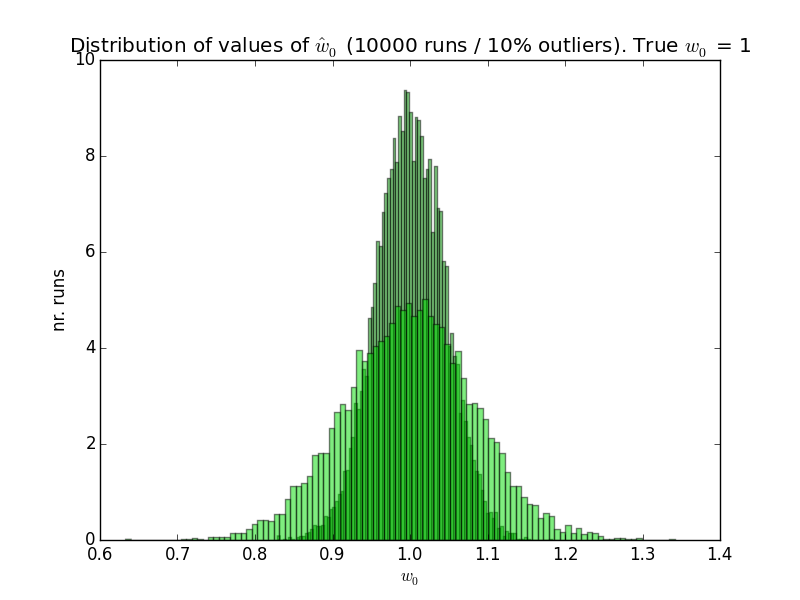 Distribution of values of ŵ₀ (10000 runs / 10% outliers). True w₀ = 1
10
8
6
4
2
0
nr. runs
0.6 0.7 0.8 0.9 1.0 1.1 1.2 1.3 1.4
w₀